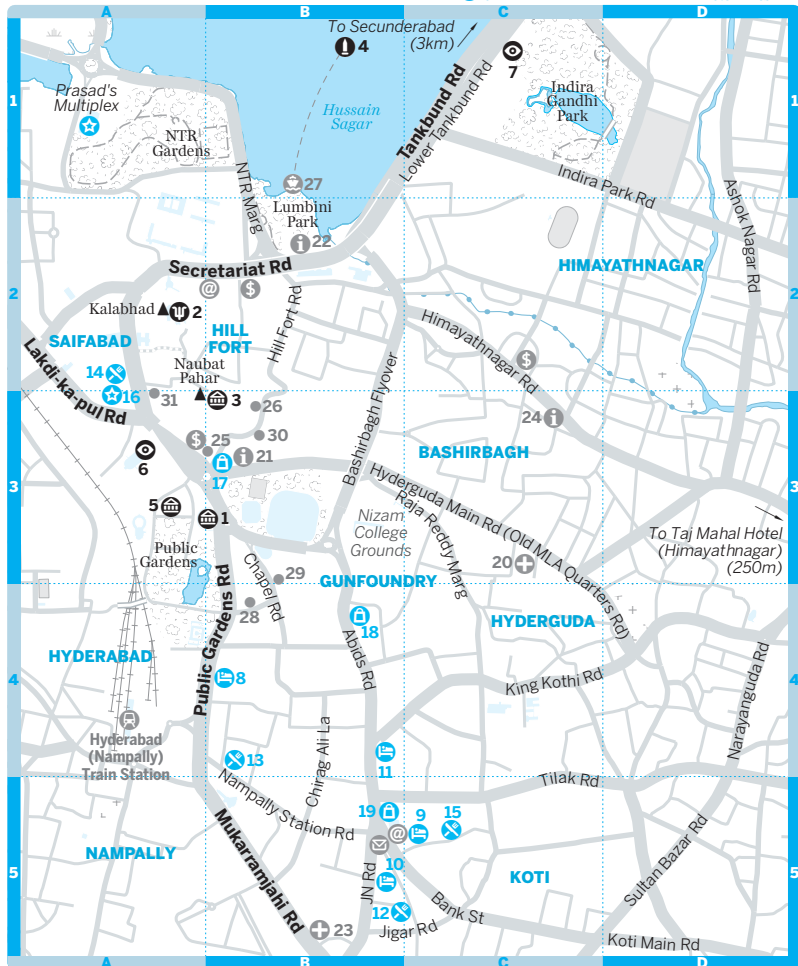 A
B
C
D
To Secunderabad
(3km)
4
7
1
1
Prasad's
Multiplex
Hussain
Sagar
Tankbund Rd
Lower Tankbund Rd
Indira
Gandhi
Park
NTR
Gardens
NTR Marg
27
Lumbini
Park
22
Indira Park Rd
Ashok Nagar Rd
Secretariat Rd
HIMAYATHNAGAR
@
$
2
2
Kalabhad
2
Hill Fort Rd
SAIFABAD
HILL
FORT
Himayathnagar Rd
Lakdi-ka-pul Rd
14
Naubat
Pahar
$
16
31
3
26
Bashirbagh Flyover
24
$
25
30
6
21
17
BASHIRBAGH
3
3
5
1
Hyderguda Main Rd (Old MLA Quarters Rd)
Raja Reddy Marg
Nizam
College
Grounds
To Taj Mahal Hotel
(Himayathnagar)
(250m)
Public
Gardens
Chapel Rd
29
20
GUNFOUNDRY
28
18
HYDERGUDA
Public Gardens Rd
Abids Rd
HYDERABAD
8
King Kothi Rd
Narayanguda Rd
4
4
Hyderabad
(Nampally)
Train Station
Chirag Ali La
13
11
Tilak Rd
Nampally Station Rd
19
9
15
@
Mukarramjahi Rd
NAMPALLY
10
KOTI
Sultan Bazar Rd
5
5
JN Rd
12
Bank St
23
Jigar Rd
Koti Main Rd
A
B
C
D